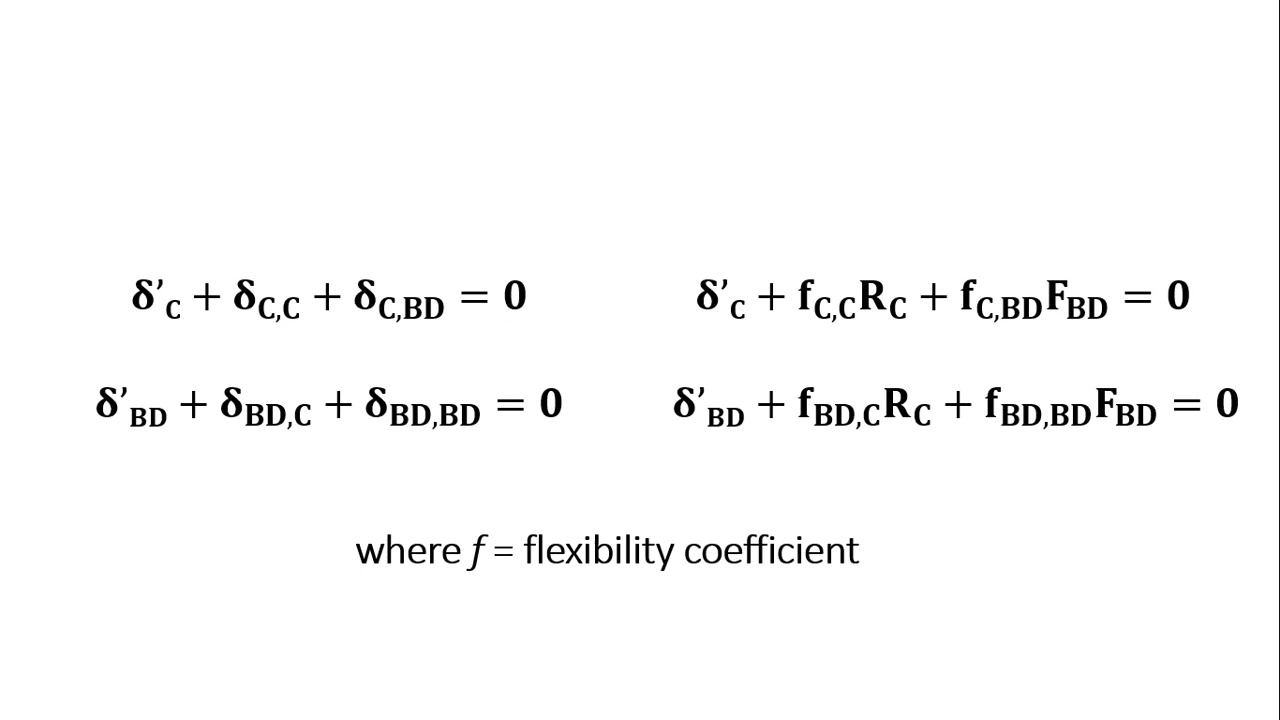 δ’C + δC,C + δC,BD = 0
δ’C + fC,CRC + fC,BDFBD = 0
δ’BD + δBD,C + δBD,BD = 0
δ’BD + fBD,CRC + fBD,BDFBD = 0
where f = flexibility coefficient